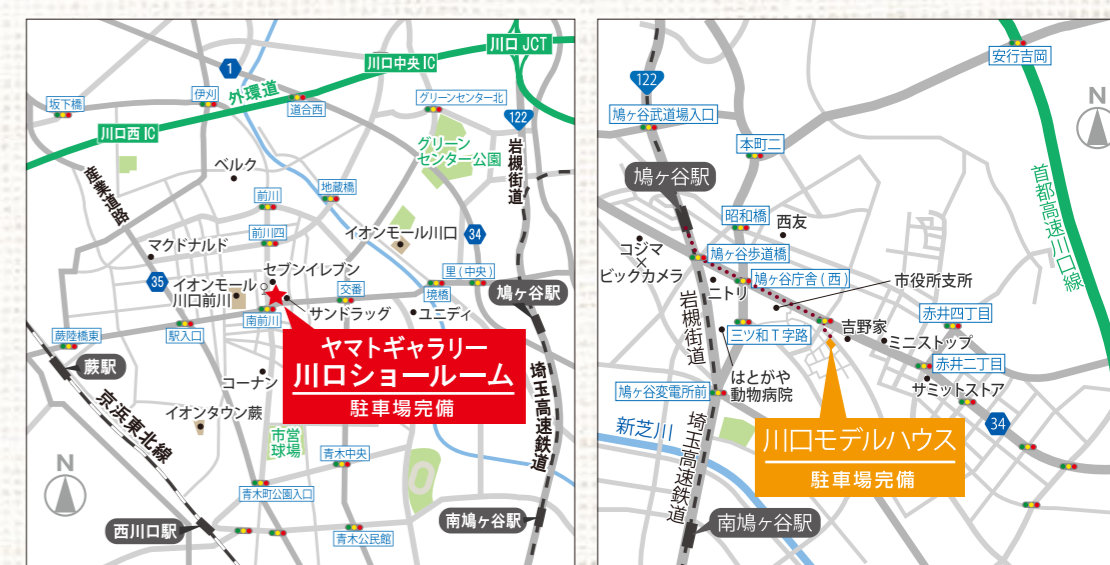 川口 JCT
川口中央 IC
1
外環道
伊刈
道合西
坂下橋
グリーンセンター北
122
川口西 IC
グリーン
センター公園
岩槻街道
ベルク
産業道路
前川
地蔵橋
前川四
イオンモール川口
34
マクドナルド
セブンイレブン
里(中央)
35
イオンモール
川口前川
交番
境橋
鳩ヶ谷駅
サンドラッグ
ユニディ
南前川
駅入口
蕨陸橋東
ヤマトギャラリー
川口ショールーム
駐車場完備
蕨駅
コーナン
京浜東北線
イオンタウン蕨
市営
球場
埼玉高速鉄道
青木中央
N
青木町公園入口
西川口駅
青木公民館
南鳩ヶ谷駅
安行吉岡
122
鳩ヶ谷武道場入口
N
本町二
鳩ヶ谷駅
首都高速川口線
昭和橋
西友
コジマ
×
ビックカメラ
鳩ヶ谷歩道橋
鳩ヶ谷庁舎(西)
ニトリ
市役所支所
岩槻街道
三ツ和T字路
吉野家
赤井四丁目
ミニストップ
はとがや
動物病院
赤井二丁目
サミットストア
鳩ヶ谷変電所前
34
新芝川
埼玉高速鉄道
川口モデルハウス
駐車場完備
南鳩ヶ谷駅